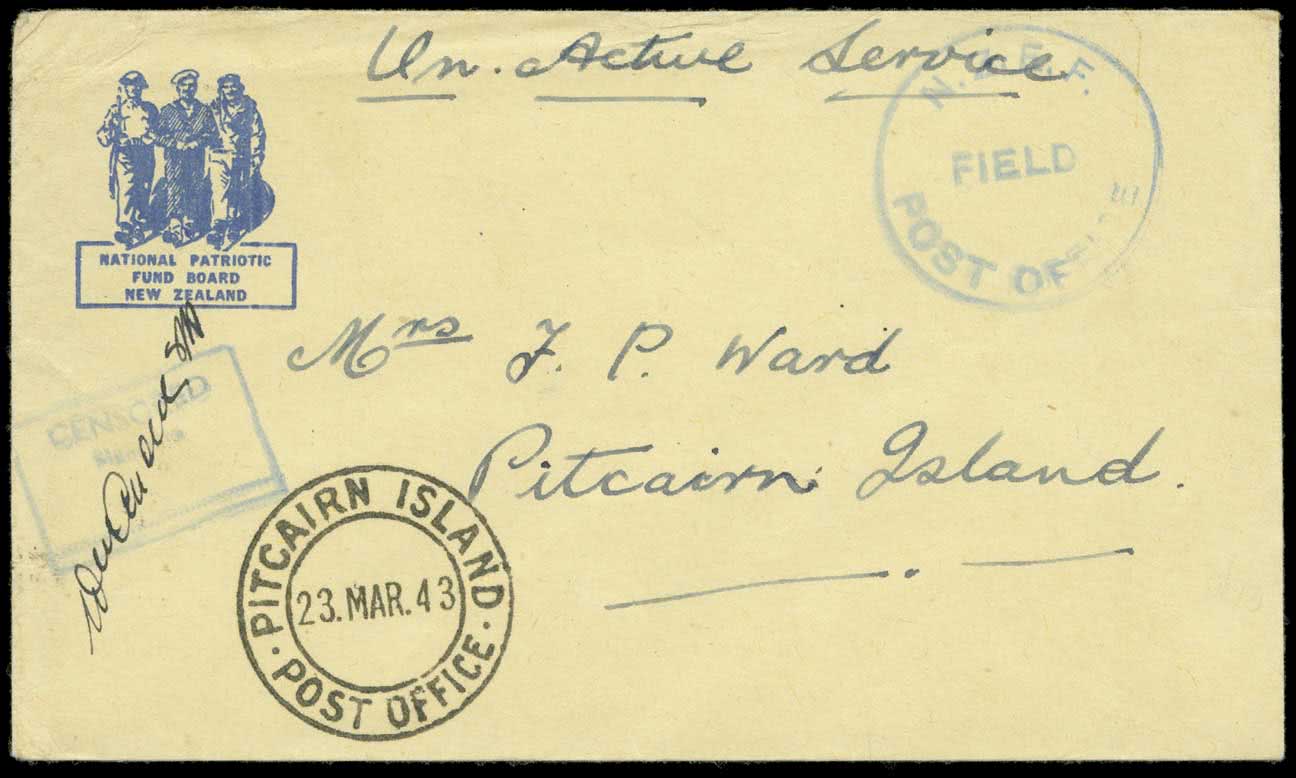 On Active Service
N.Z.E.F.
FIELD
POST OFFICE
NATIONAL PATRIOTIC
FUND BOARD
NEW ZEALAND
Mrs F. P. Ward
Pitcairn Island.
CENSORED
PITCAIRN ISLAND
23.MAR.43
· POST OFFICE ·